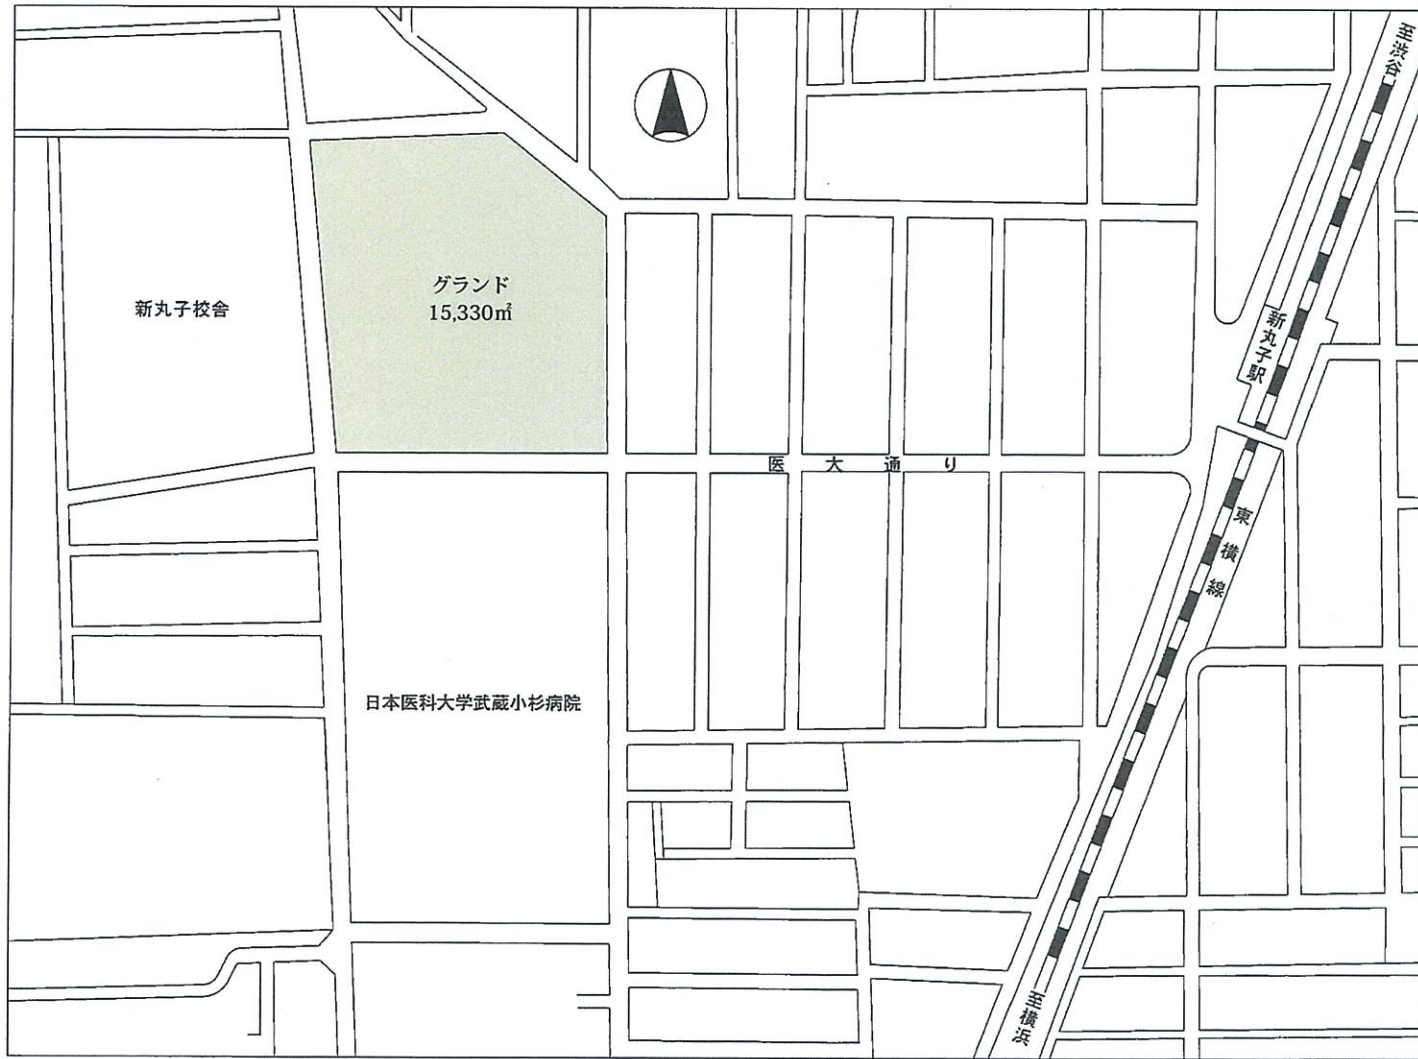 至渋谷
グランド
15,330㎡
新丸子校舎
新丸子駅
医大通り
東横線
日本医科大学武蔵小杉病院
至横浜